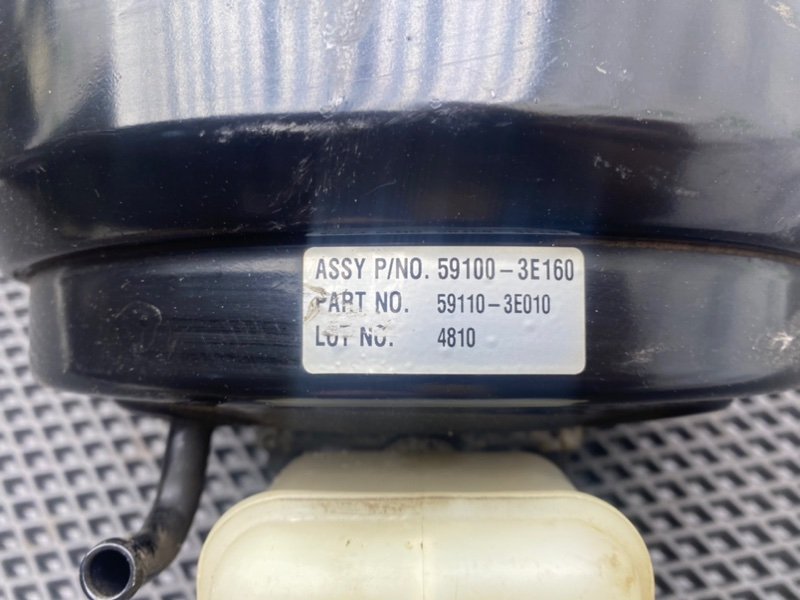 ASSY P/NO. 59100-3E160
PART NO. 59110-3E010
LOT NO. 4810